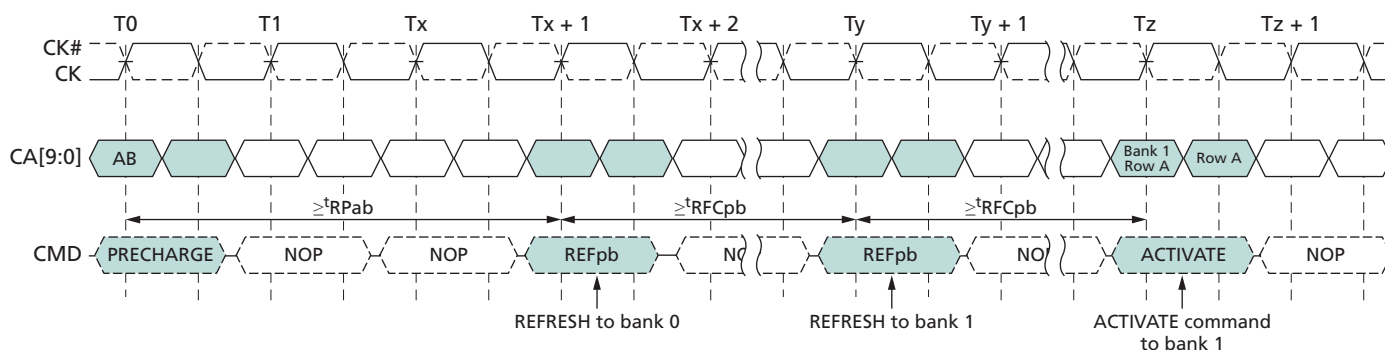 T0 T1 Tx Tx + 1 Tx + 2 Ty Ty + 1 Tz Tz + 1
CK#
CK
CA[9:0] AB Bank 1 Row A Row A
≥tRPab ≥tRFCpb ≥tRFCpb
CMD PRECHARGE NOP NOP REFpb NO REFpb NO ACTIVATE NOP
REFRESH to bank 0 REFRESH to bank 1 ACTIVATE command
to bank 1